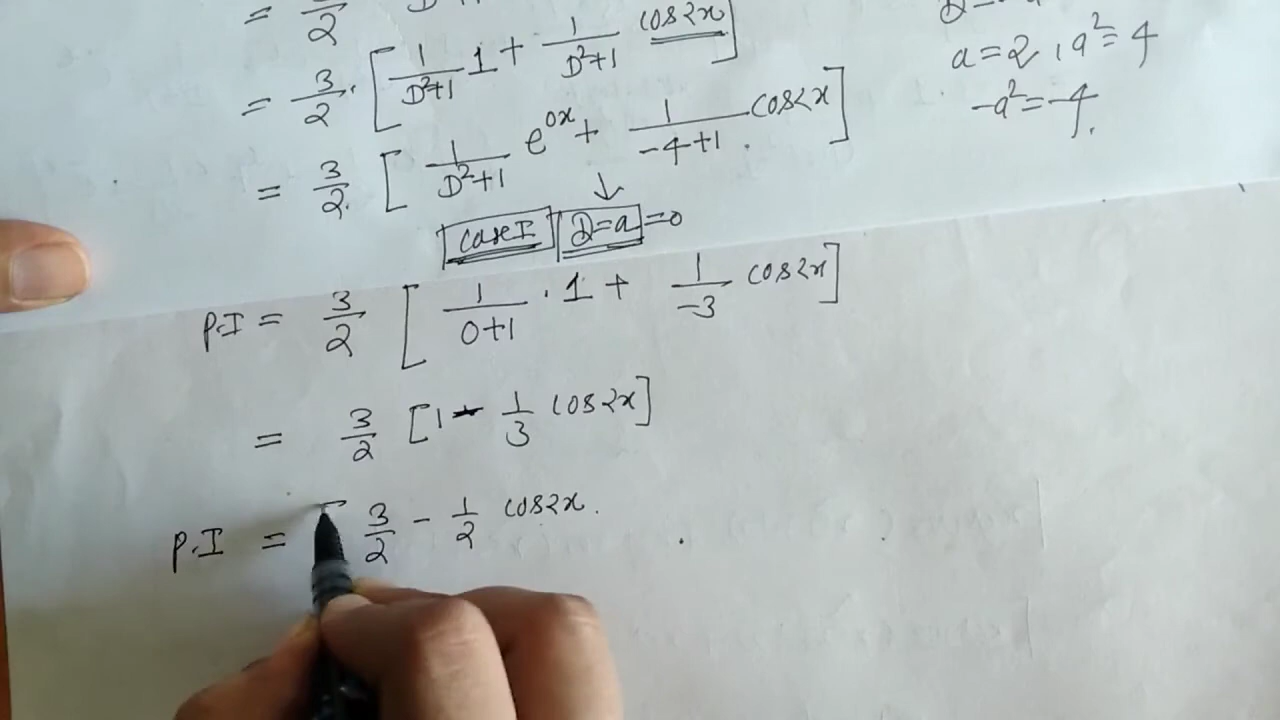 = 3/2
= 3/2 . [ 1/D²+1 1 + 1/D²+1 cos2x ]
a = 2, a² = 4
-a² = -4.
= 3/2. [ 1/D²+1 e^0x + 1/-4+1 . cos2x ]
↓
Case I D=a =0
P.I = 3/2 [ 1/0+1 . 1 + 1/-3 cos2x ]
= 3/2 [ 1 - 1/3 cos2x ]
P.I = 3/2 - 1/2 cos2x.